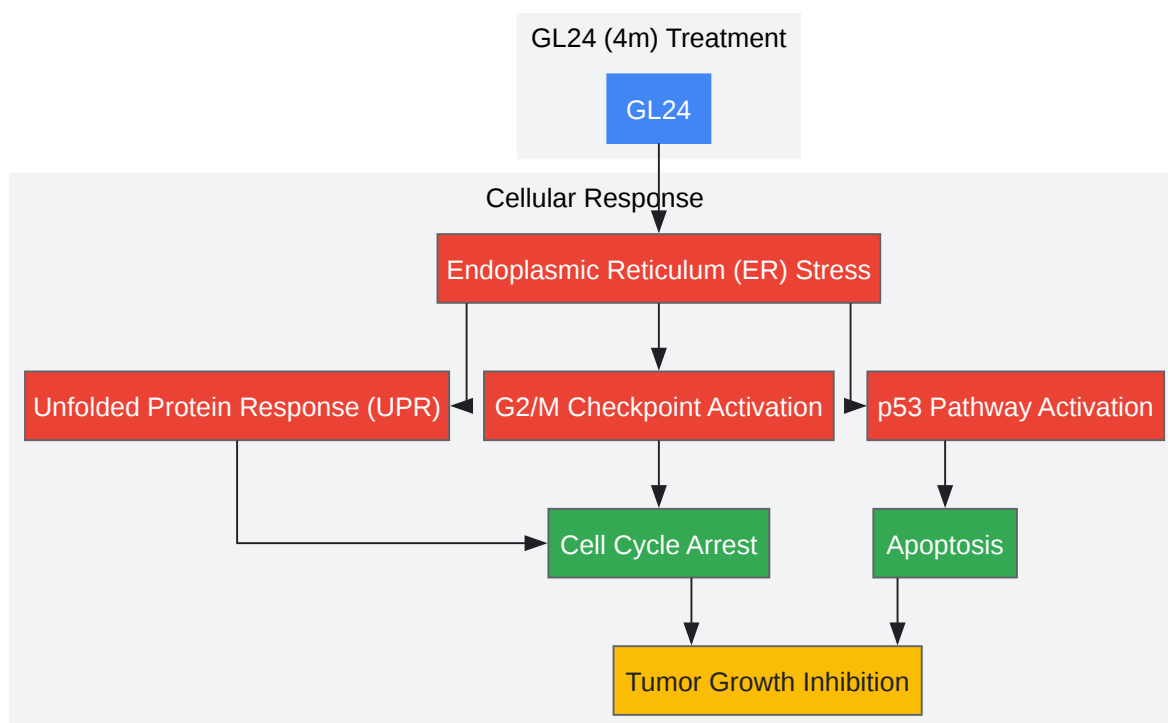 GL24 (4m) Treatment
GL24
Cellular Response
Endoplasmic Reticulum (ER) Stress
Unfolded Protein Response (UPR)
G2/M Checkpoint Activation
p53 Pathway Activation
Cell Cycle Arrest
Apoptosis
Tumor Growth Inhibition